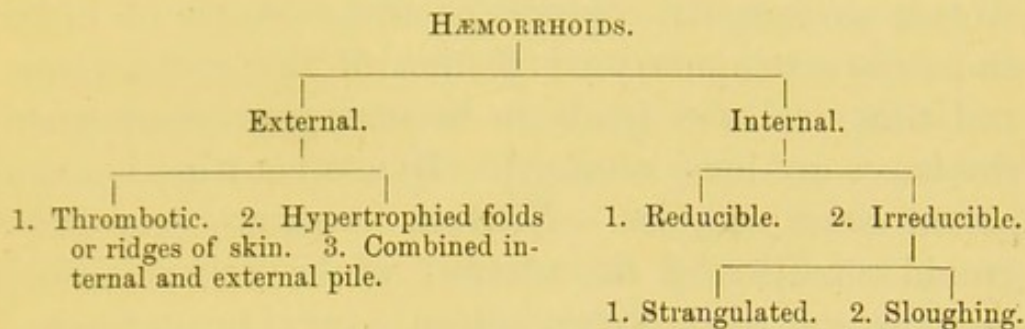 HÆMORRHOIDS.
External. Internal.
1. Thrombotic. 2. Hypertrophied folds
or ridges of skin. 3. Combined in-
ternal and external pile.
1. Reducible. 2. Irreducible.
1. Strangulated. 2. Sloughing.